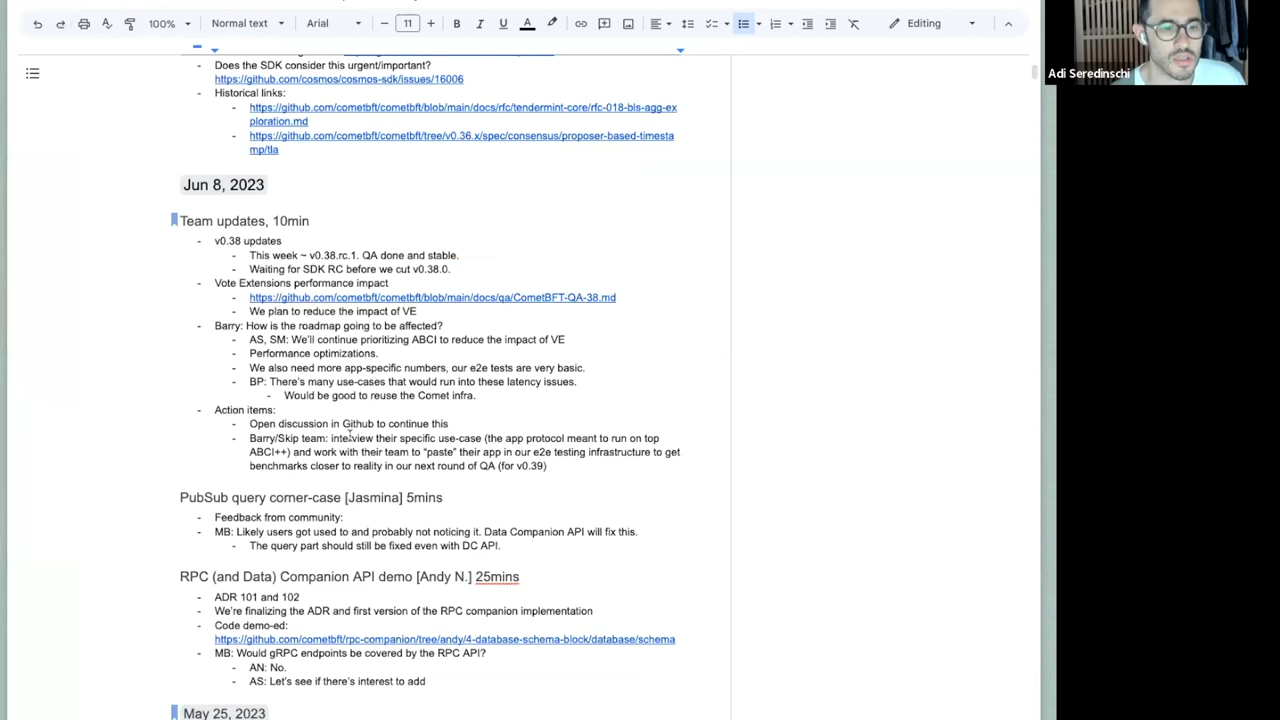 100%
Normal text
Arial
11
B I U A
Editing
Adi Seredinschi
- Does the SDK consider this urgent/important?
https://github.com/cosmos/cosmos-sdk/issues/16006
- Historical links:
- https://github.com/cometbft/cometbft/blob/main/docs/rfc/tendermint-core/rfc-018-bls-agg-ex
ploration.md
- https://github.com/cometbft/cometbft/tree/v0.36.x/spec/consensus/proposer-based-timesta
mp/tla
Jun 8, 2023
Team updates, 10min
- v0.38 updates
- This week ~ v0.38.rc.1. QA done and stable.
- Waiting for SDK RC before we cut v0.38.0.
- Vote Extensions performance impact
- https://github.com/cometbft/cometbft/blob/main/docs/qa/CometBFT-QA-38.md
- We plan to reduce the impact of VE
- Barry: How is the roadmap going to be affected?
- AS, SM: We'll continue prioritizing ABCI to reduce the impact of VE
- Performance optimizations.
- We also need more app-specific numbers, our e2e tests are very basic.
- BP: There's many use-cases that would run into these latency issues.
- Would be good to reuse the Comet infra.
- Action items:
- Open discussion in Github to continue this
- Barry/Skip team: interview their specific use-case (the app protocol meant to run on top
ABCI++) and work with their team to "paste" their app in our e2e testing infrastructure to get
benchmarks closer to reality in our next round of QA (for v0.39)
PubSub query corner-case [Jasmina] 5mins
- Feedback from community:
- MB: Likely users got used to and probably not noticing it. Data Companion API will fix this.
- The query part should still be fixed even with DC API.
RPC (and Data) Companion API demo [Andy N.] 25mins
- ADR 101 and 102
- We're finalizing the ADR and first version of the RPC companion implementation
- Code demo-ed:
https://github.com/cometbft/rpc-companion/tree/andy/4-database-schema-block/database/schema
- MB: Would gRPC endpoints be covered by the RPC API?
- AN: No.
- AS: Let's see if there's interest to add
May 25, 2023